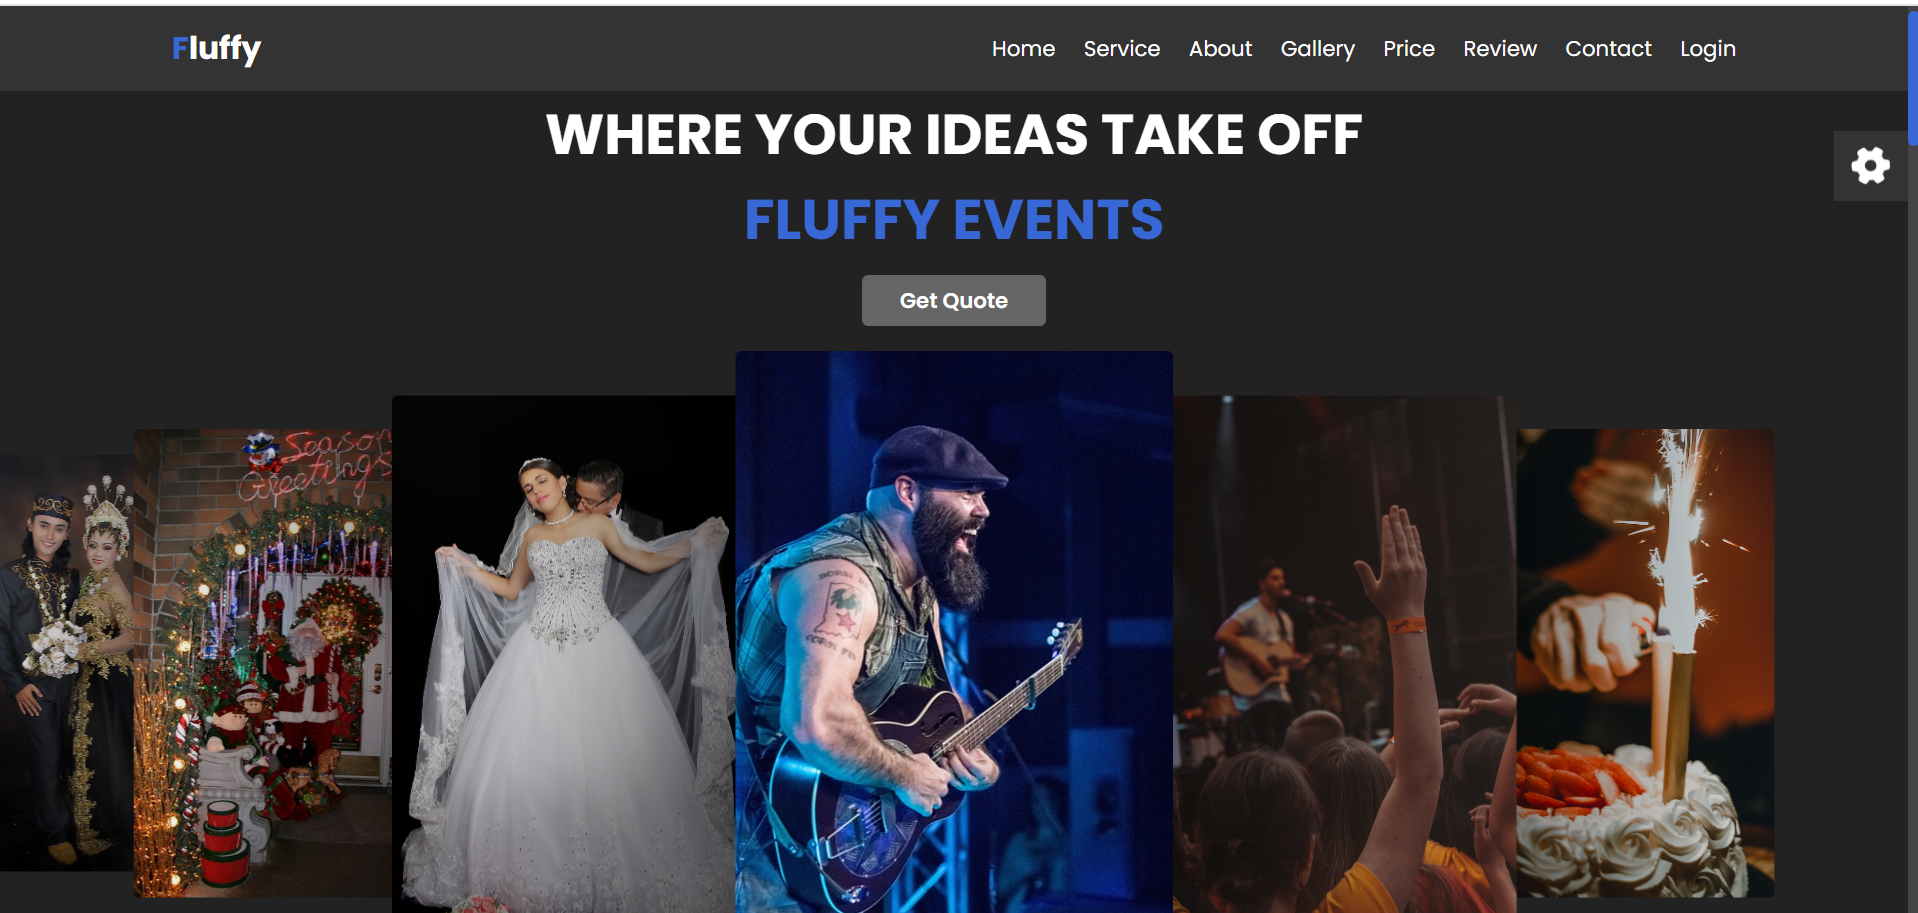 Fluffy
Home Service About Gallery Price Review Contact Login
WHERE YOUR IDEAS TAKE OFF
FLUFFY EVENTS
Get Quote
Season
Greetings